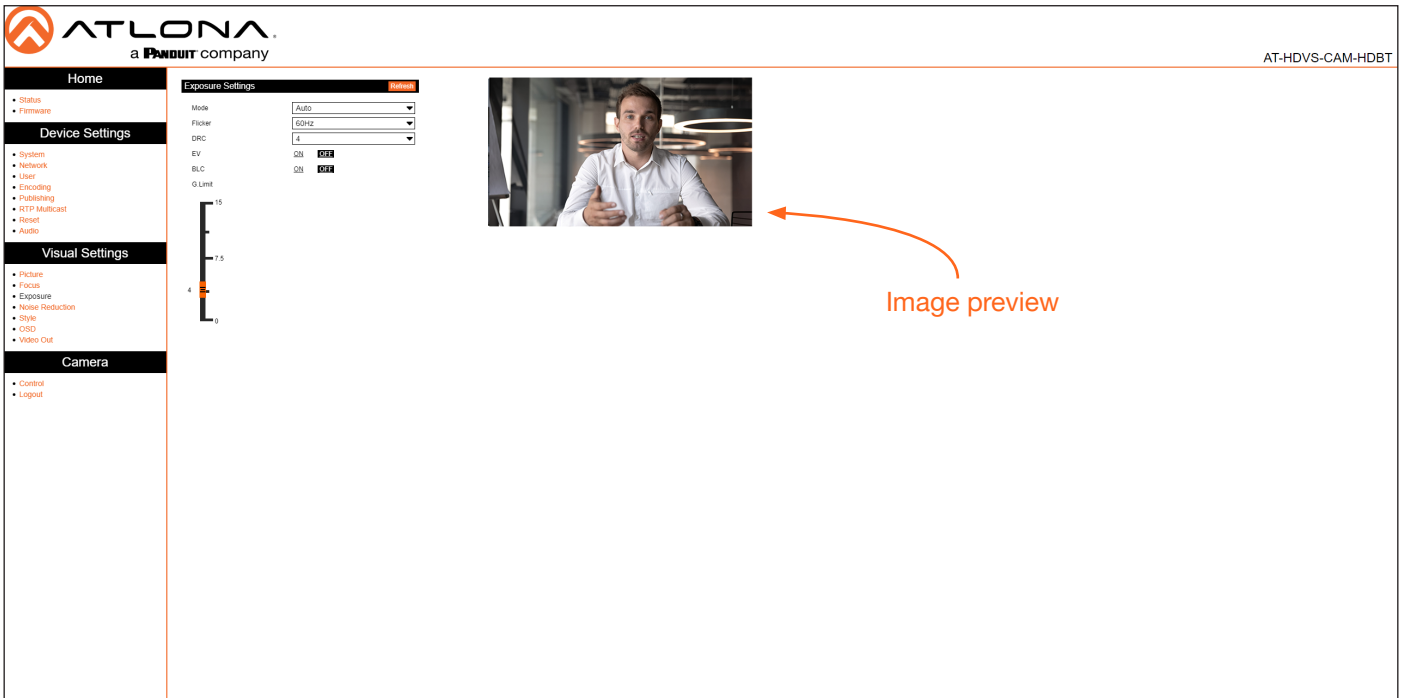 ATLONA.
a PANDUIT company
AT-HDVS-CAM-HDBT
Home
Status
Firmware
Device Settings
System
Network
User
Encoding
Publishing
RTP Multicast
Reset
Audio
Visual Settings
Picture
Focus
Exposure
Noise Reduction
Style
OSD
Video Out
Camera
Control
Logout
Exposure Settings Refresh
Mode Auto
Flicker 60Hz
DRC 4
EV ON OFF
BLC ON OFF
G.Limit
15
7.5
4
0
Image preview